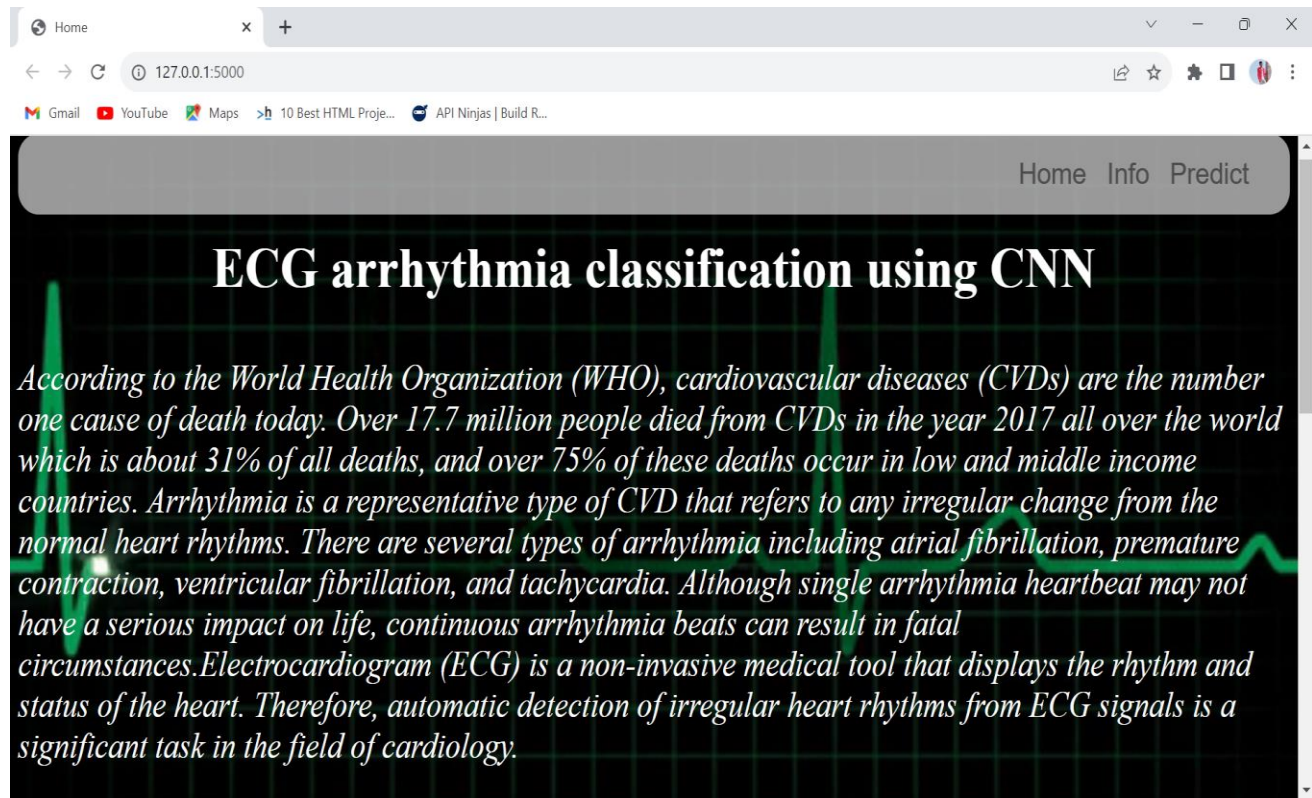 Home
127.0.0.1:5000
Gmail YouTube Maps >h 10 Best HTML Proje... API Ninjas | Build R...
Home Info Predict
ECG arrhythmia classification using CNN
According to the World Health Organization (WHO), cardiovascular diseases (CVDs) are the number
one cause of death today. Over 17.7 million people died from CVDs in the year 2017 all over the world
which is about 31% of all deaths, and over 75% of these deaths occur in low and middle income
countries. Arrhythmia is a representative type of CVD that refers to any irregular change from the
normal heart rhythms. There are several types of arrhythmia including atrial fibrillation, premature
contraction, ventricular fibrillation, and tachycardia. Although single arrhythmia heartbeat may not
have a serious impact on life, continuous arrhythmia beats can result in fatal
circumstances.Electrocardiogram (ECG) is a non-invasive medical tool that displays the rhythm and
status of the heart. Therefore, automatic detection of irregular heart rhythms from ECG signals is a
significant task in the field of cardiology.